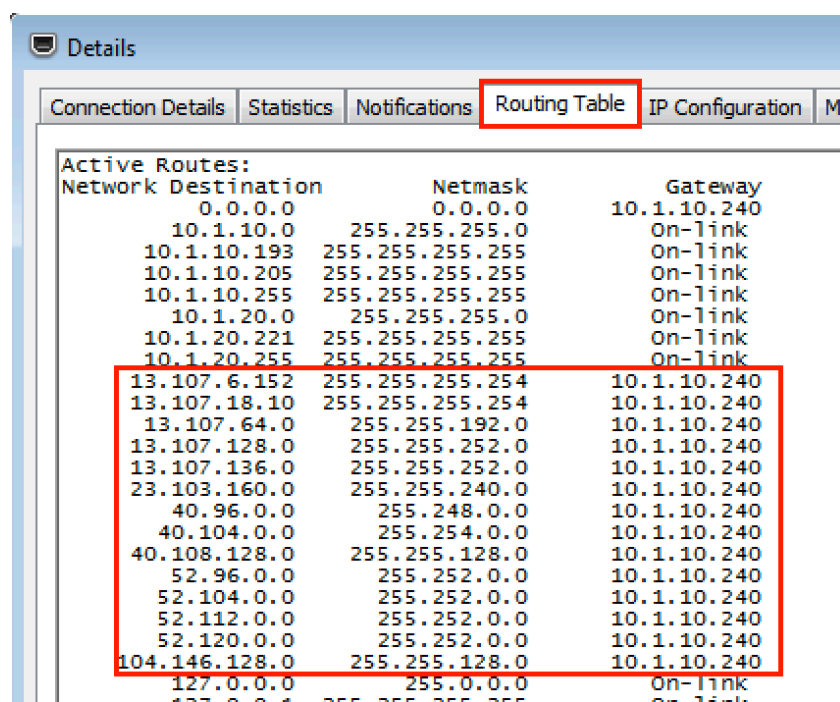 Details
Connection Details Statistics Notifications Routing Table IP Configuration M
Active Routes:
Network Destination Netmask Gateway
0.0.0.0 0.0.0.0 10.1.10.240
10.1.10.0 255.255.255.0 On-link
10.1.10.193 255.255.255.255 On-link
10.1.10.205 255.255.255.255 On-link
10.1.10.255 255.255.255.255 On-link
10.1.20.0 255.255.255.0 On-link
10.1.20.221 255.255.255.255 On-link
10.1.20.255 255.255.255.255 On-link
13.107.6.152 255.255.255.254 10.1.10.240
13.107.18.10 255.255.255.254 10.1.10.240
13.107.64.0 255.255.192.0 10.1.10.240
13.107.128.0 255.255.252.0 10.1.10.240
13.107.136.0 255.255.252.0 10.1.10.240
23.103.160.0 255.255.240.0 10.1.10.240
40.96.0.0 255.248.0.0 10.1.10.240
40.104.0.0 255.254.0.0 10.1.10.240
40.108.128.0 255.255.128.0 10.1.10.240
52.96.0.0 255.252.0.0 10.1.10.240
52.104.0.0 255.252.0.0 10.1.10.240
52.112.0.0 255.252.0.0 10.1.10.240
52.120.0.0 255.252.0.0 10.1.10.240
104.146.128.0 255.255.128.0 10.1.10.240
127.0.0.0 255.0.0.0 On-link